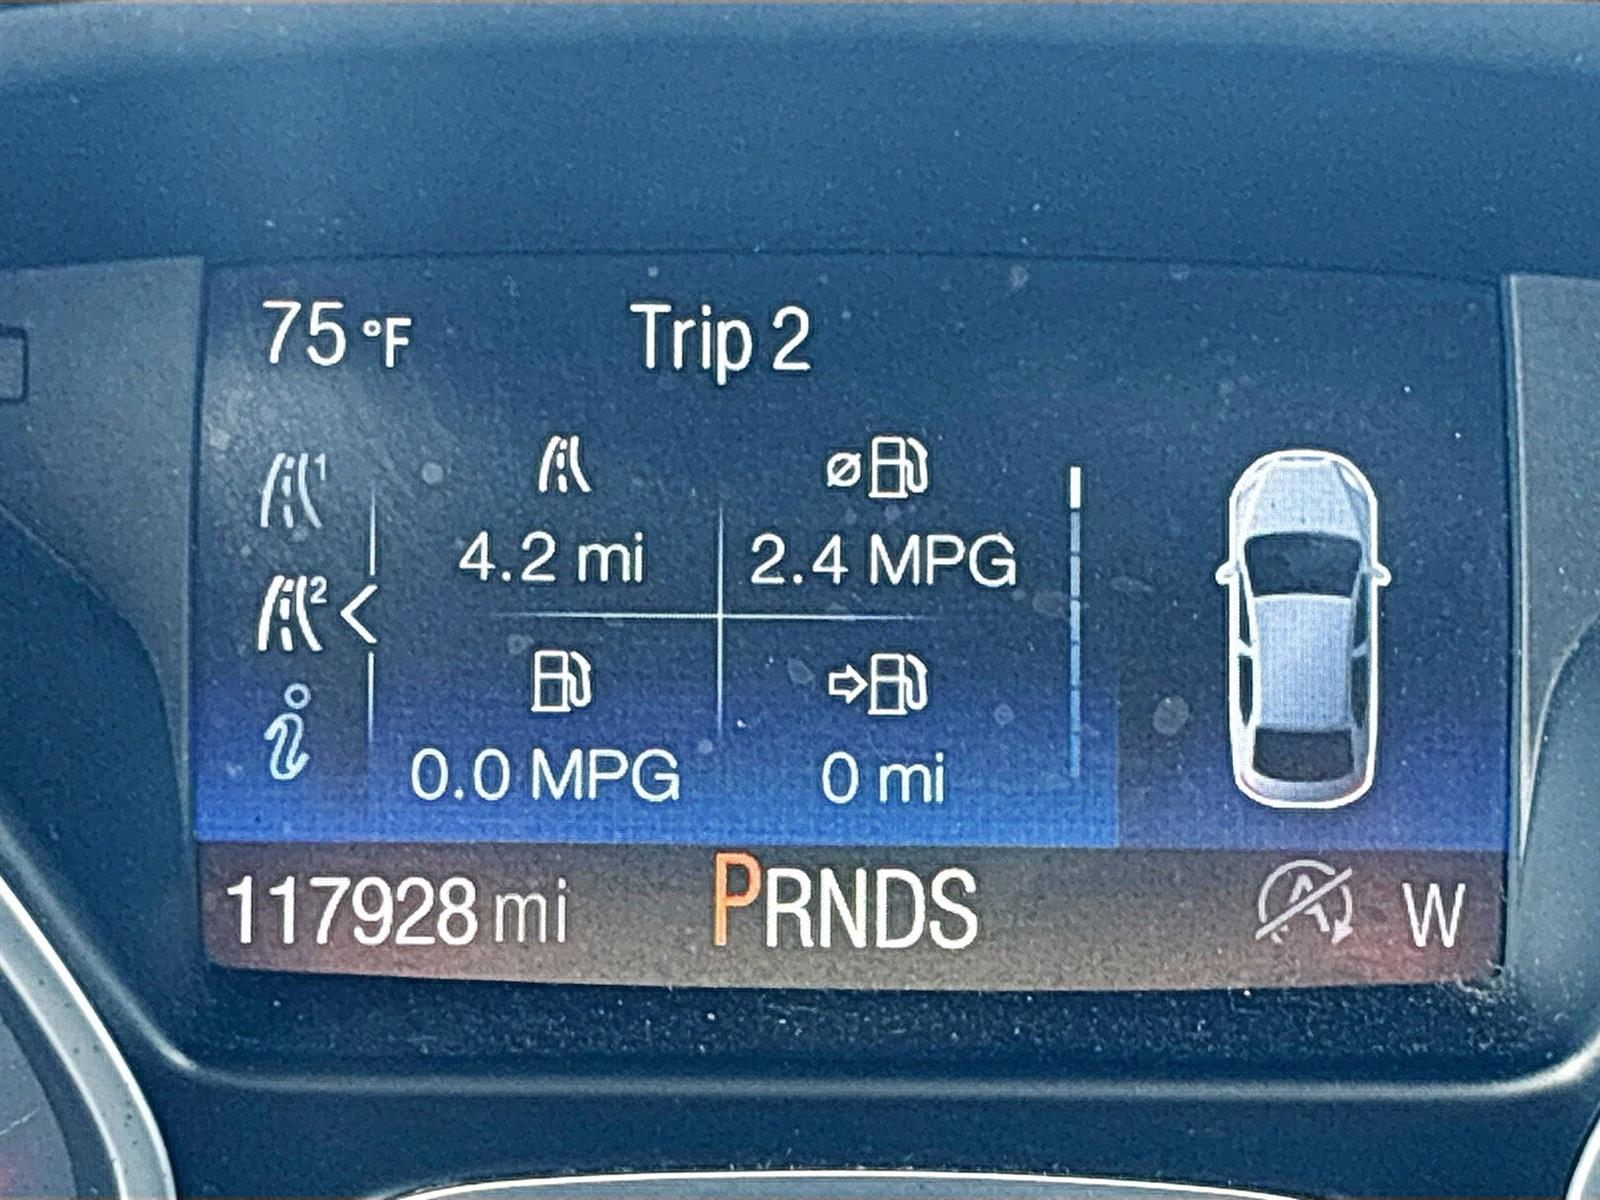 75 °F Trip 2
1
4.2 mi 2.4 MPG
2
i
0.0 MPG 0 mi
117928 mi PRNDS A W